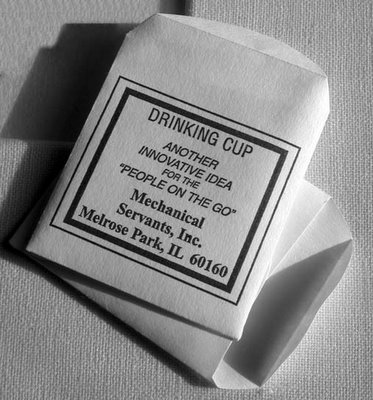 DRINKING CUP
ANOTHER
INNOVATIVE IDEA
FOR THE
"PEOPLE ON THE GO"
Mechanical
Servants, Inc.
Melrose Park, IL 60160